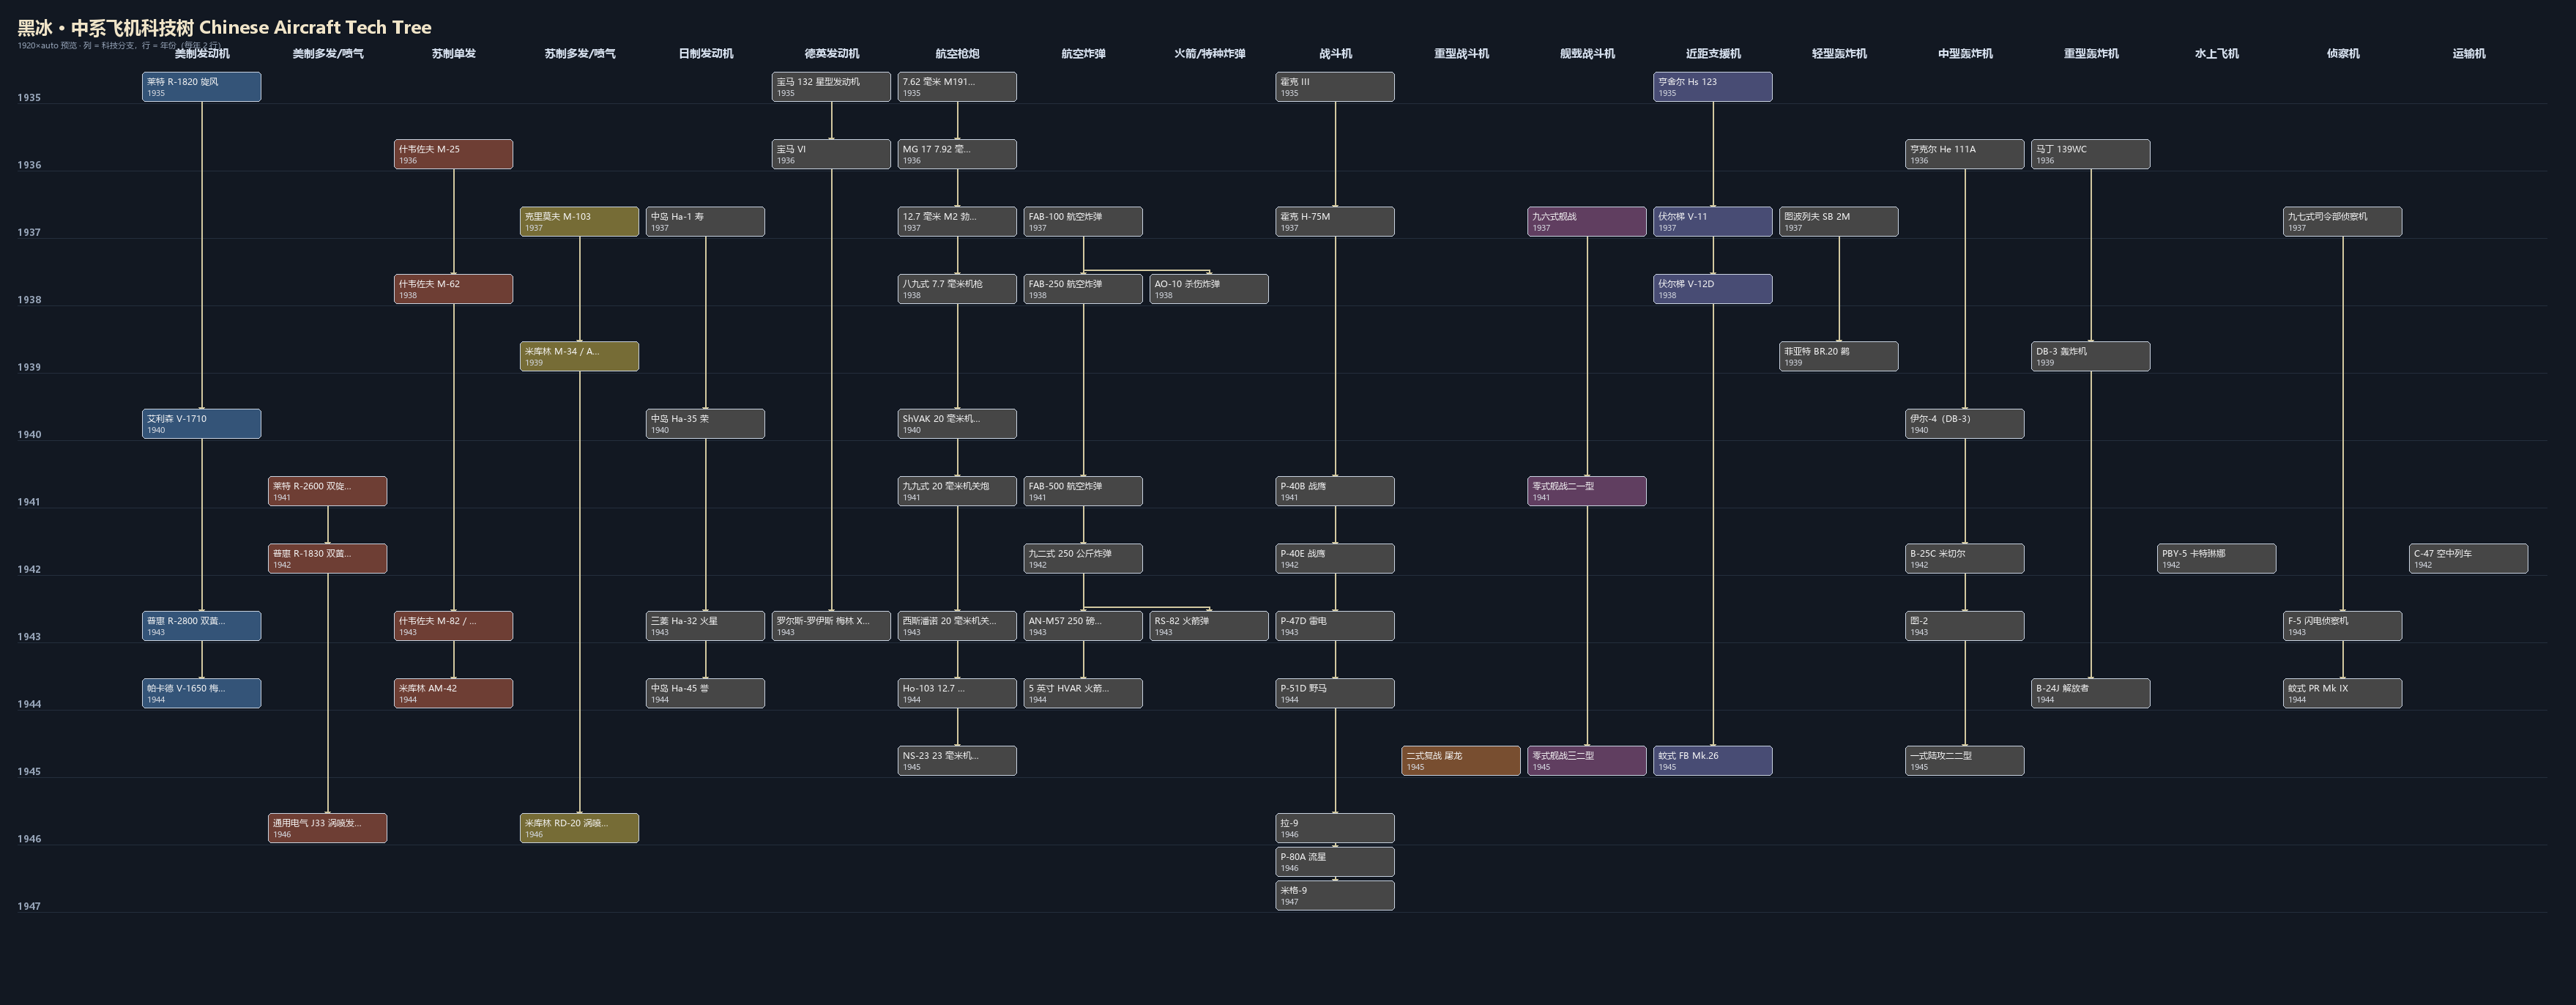 黑冰·中系飞机科技树 Chinese Aircraft Tech Tree
1920×auto 预览 · 列 = 科技分支，行 = 年份（每年 2 行）
美制发动机 美制多发/喷气 苏制单发 苏制多发/喷气 日制发动机 德英发动机 航空枪炮 航空炸弹 火箭/特种炸弹 战斗机 重型战斗机 舰载战斗机 近距支援机 轻型轰炸机 中型轰炸机 重型轰炸机 水上飞机 侦察机 运输机
莱特 R-1820 旋风 宝马 132 星型发动机 7.62 毫米 M191... 霍克 III 亨舍尔 Hs 123
1935 1935 1935 1935 1935
1935
什韦佐夫 M-25 宝马 VI MG 17 7.92 毫... 亨克尔 He 111A 马丁 139WC
1936 1936 1936 1936 1936
1936
克里莫夫 M-103 中岛 Ha-1 寿 12.7 毫米 M2 勃... FAB-100 航空炸弹 霍克 H-75M 九六式舰战 伏尔梯 V-11 图波列夫 SB 2M 九七式司令部侦察机
1937 1937 1937 1937 1937 1937 1937 1937 1937
1937
什韦佐夫 M-62 八九式 7.7 毫米机枪 FAB-250 航空炸弹 AO-10 杀伤炸弹 伏尔梯 V-12D
1938 1938 1938 1938 1938
1938
米库林 M-34 / A... 菲亚特 BR.20 鹳 DB-3 轰炸机
1939 1939 1939
1939
艾利森 V-1710 中岛 Ha-35 荣 ShVAK 20 毫米机... 伊尔-4（DB-3）
1940 1940 1940 1940
1940
莱特 R-2600 双旋... 九九式 20 毫米机关炮 FAB-500 航空炸弹 P-40B 战鹰 零式舰战二一型
1941 1941 1941 1941 1941
1941
普惠 R-1830 双黄... 九二式 250 公斤炸弹 P-40E 战鹰 B-25C 米切尔 PBY-5 卡特琳娜 C-47 空中列车
1942 1942 1942 1942 1942 1942
1942
普惠 R-2800 双黄... 什韦佐夫 M-82 / ... 三菱 Ha-32 火星 罗尔斯-罗伊斯 梅林 X... 西斯潘诺 20 毫米机关... AN-M57 250 磅... RS-82 火箭弹 P-47D 雷电 图-2 F-5 闪电侦察机
1943 1943 1943 1943 1943 1943 1943 1943 1943 1943
1943
帕卡德 V-1650 梅... 米库林 AM-42 中岛 Ha-45 誉 Ho-103 12.7 ... 5 英寸 HVAR 火箭... P-51D 野马 B-24J 解放者 蚊式 PR Mk IX
1944 1944 1944 1944 1944 1944 1944 1944
1944
NS-23 23 毫米机... 二式复战 屠龙 零式舰战三二型 蚊式 FB Mk.26 一式陆攻二二型
1945 1945 1945 1945 1945
1945
通用电气 J33 涡喷发... 米库林 RD-20 涡喷... 拉-9
1946 1946 1946
1946
P-80A 流星
1946
米格-9
1947
1947